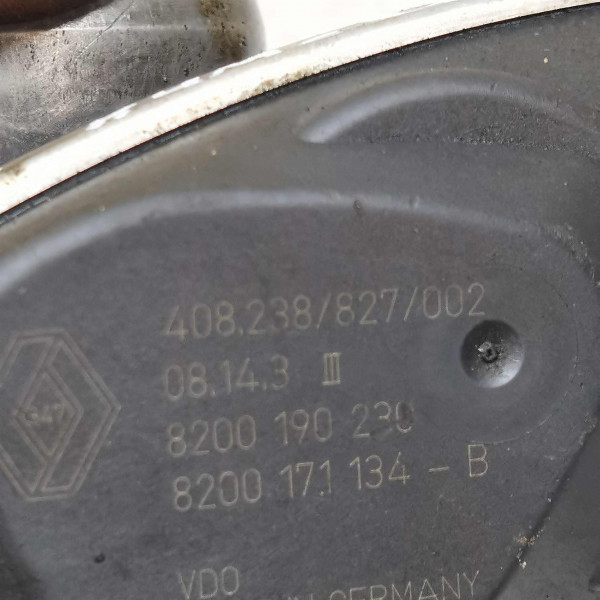 408.238/827/002
08.14.3 III
8200 190 230
8200 171 134 - B
VDO
GERMANY